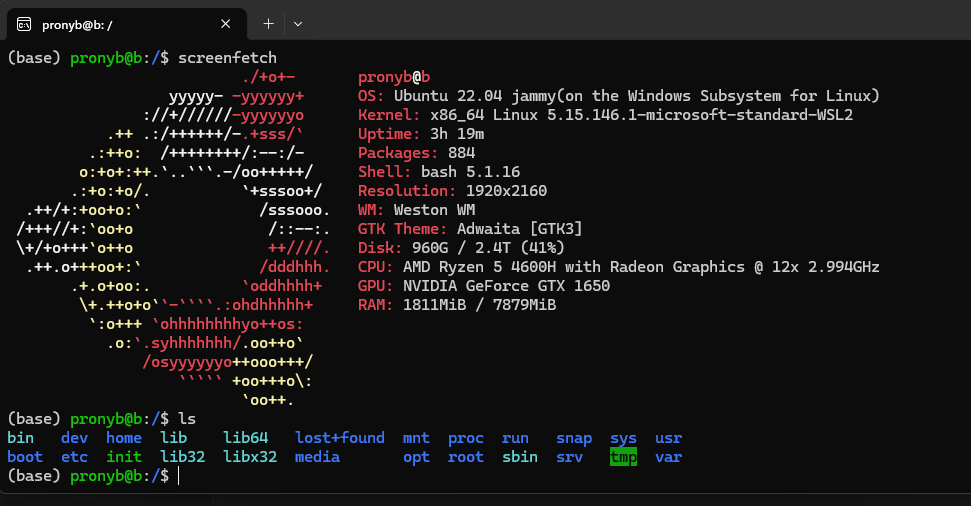 pronyb@b: /
(base) pronyb@b:/$ screenfetch
                          ./+o+-       pronyb@b
                  yyyyy- -yyyyyy+      OS: Ubuntu 22.04 jammy(on the Windows Subsystem for Linux)
               ://+//////-yyyyyyo      Kernel: x86_64 Linux 5.15.146.1-microsoft-standard-WSL2
           .++ .:/++++++/-.+sss/`      Uptime: 3h 19m
         .:++o:  /++++++++/:--:/-      Packages: 884
        o:+o+:++.`..```.-/oo+++++/     Shell: bash 5.1.16
       .:+o:+o/.          `+sssoo+/    Resolution: 1920x2160
  .++/+:+oo+o:`             /sssooo.   WM: Weston WM
 /+++//+:`oo+o               /::--:.   GTK Theme: Adwaita [GTK3]
 \+/+o+++`o++o               ++////.   Disk: 960G / 2.4T (41%)
  .++.o+++oo+:`             /dddhhh.   CPU: AMD Ryzen 5 4600H with Radeon Graphics @ 12x 2.994GHz
       .+.o+oo:.          `oddhhhh+    GPU: NVIDIA GeForce GTX 1650
        \+.++o+o``-````.:ohdhhhhh+     RAM: 1811MiB / 7879MiB
         `:o+++ `ohhhhhhhhyo++os:
           .o:`.syhhhhhhh/.oo++o`
               /osyyyyyyo++ooo+++/
                   ````` +oo+++o\:
                          `oo++.
(base) pronyb@b:/$ ls
bin   dev  home  lib    lib64   lost+found  mnt  proc  run   snap  sys  usr
boot  etc  init  lib32  libx32  media       opt  root  sbin  srv   tmp  var
(base) pronyb@b:/$